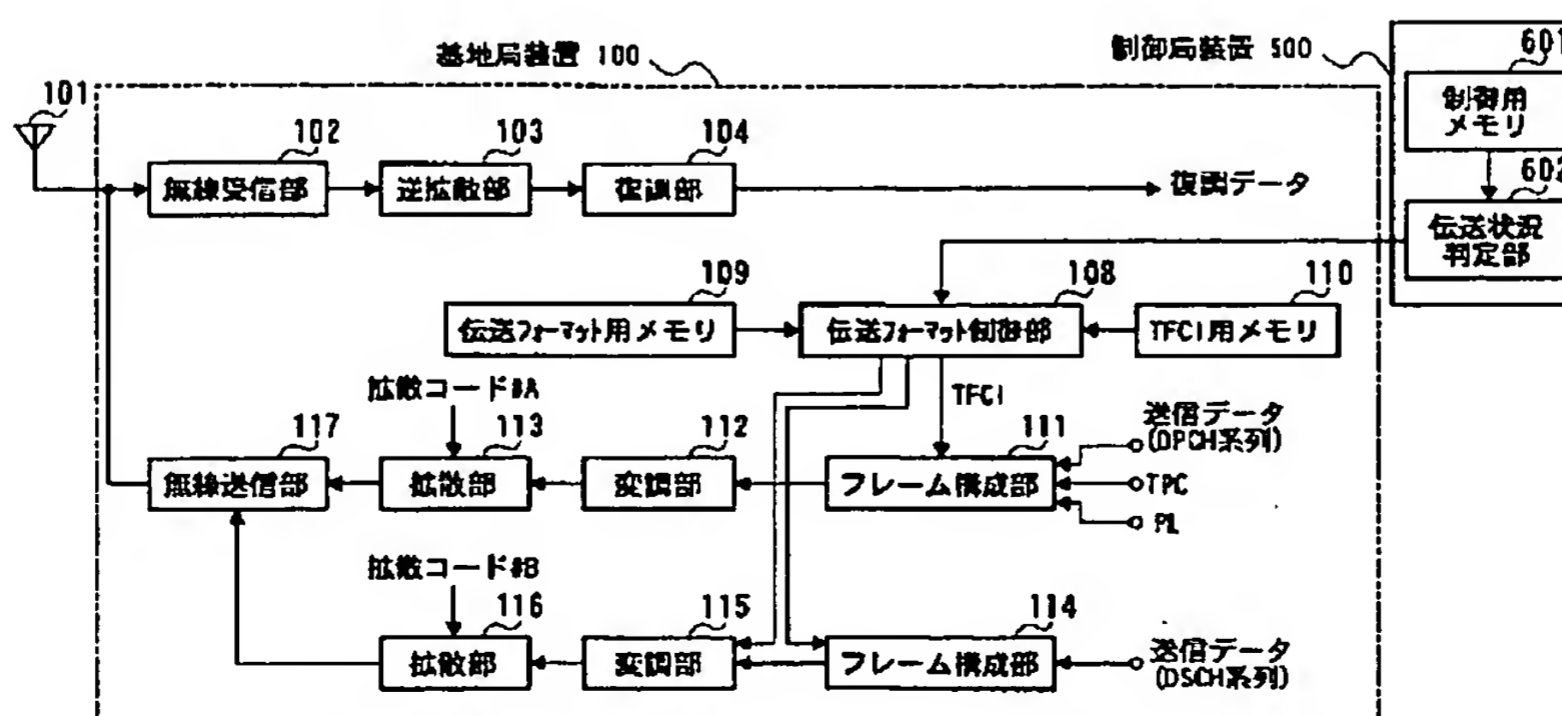 基地局装置 100
制御局装置 500
601
制御用
メモリ
602
伝送状況
判定部
101
102
無線受信部
103
逆拡散部
104
復調部
復調データ
109
伝送フォーマット用メモリ
108
伝送フォーマット制御部
110
TFCI用メモリ
拡散コード#A
TFCI
117
無線送信部
113
拡散部
112
変調部
111
フレーム構成部
送信データ
(DPCH系列)
TPC
PL
拡散コード#B
116
拡散部
115
変調部
114
フレーム構成部
送信データ
(DSCH系列)